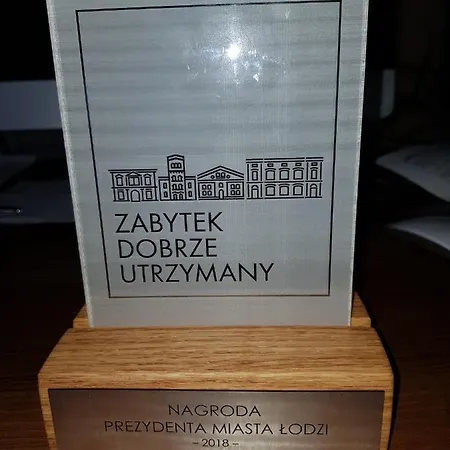 ZABYTEK
DOBRZE
UTRZYMANY
NAGRODA
PREZYDENTA MIASTA ŁODZI
– 2018 –